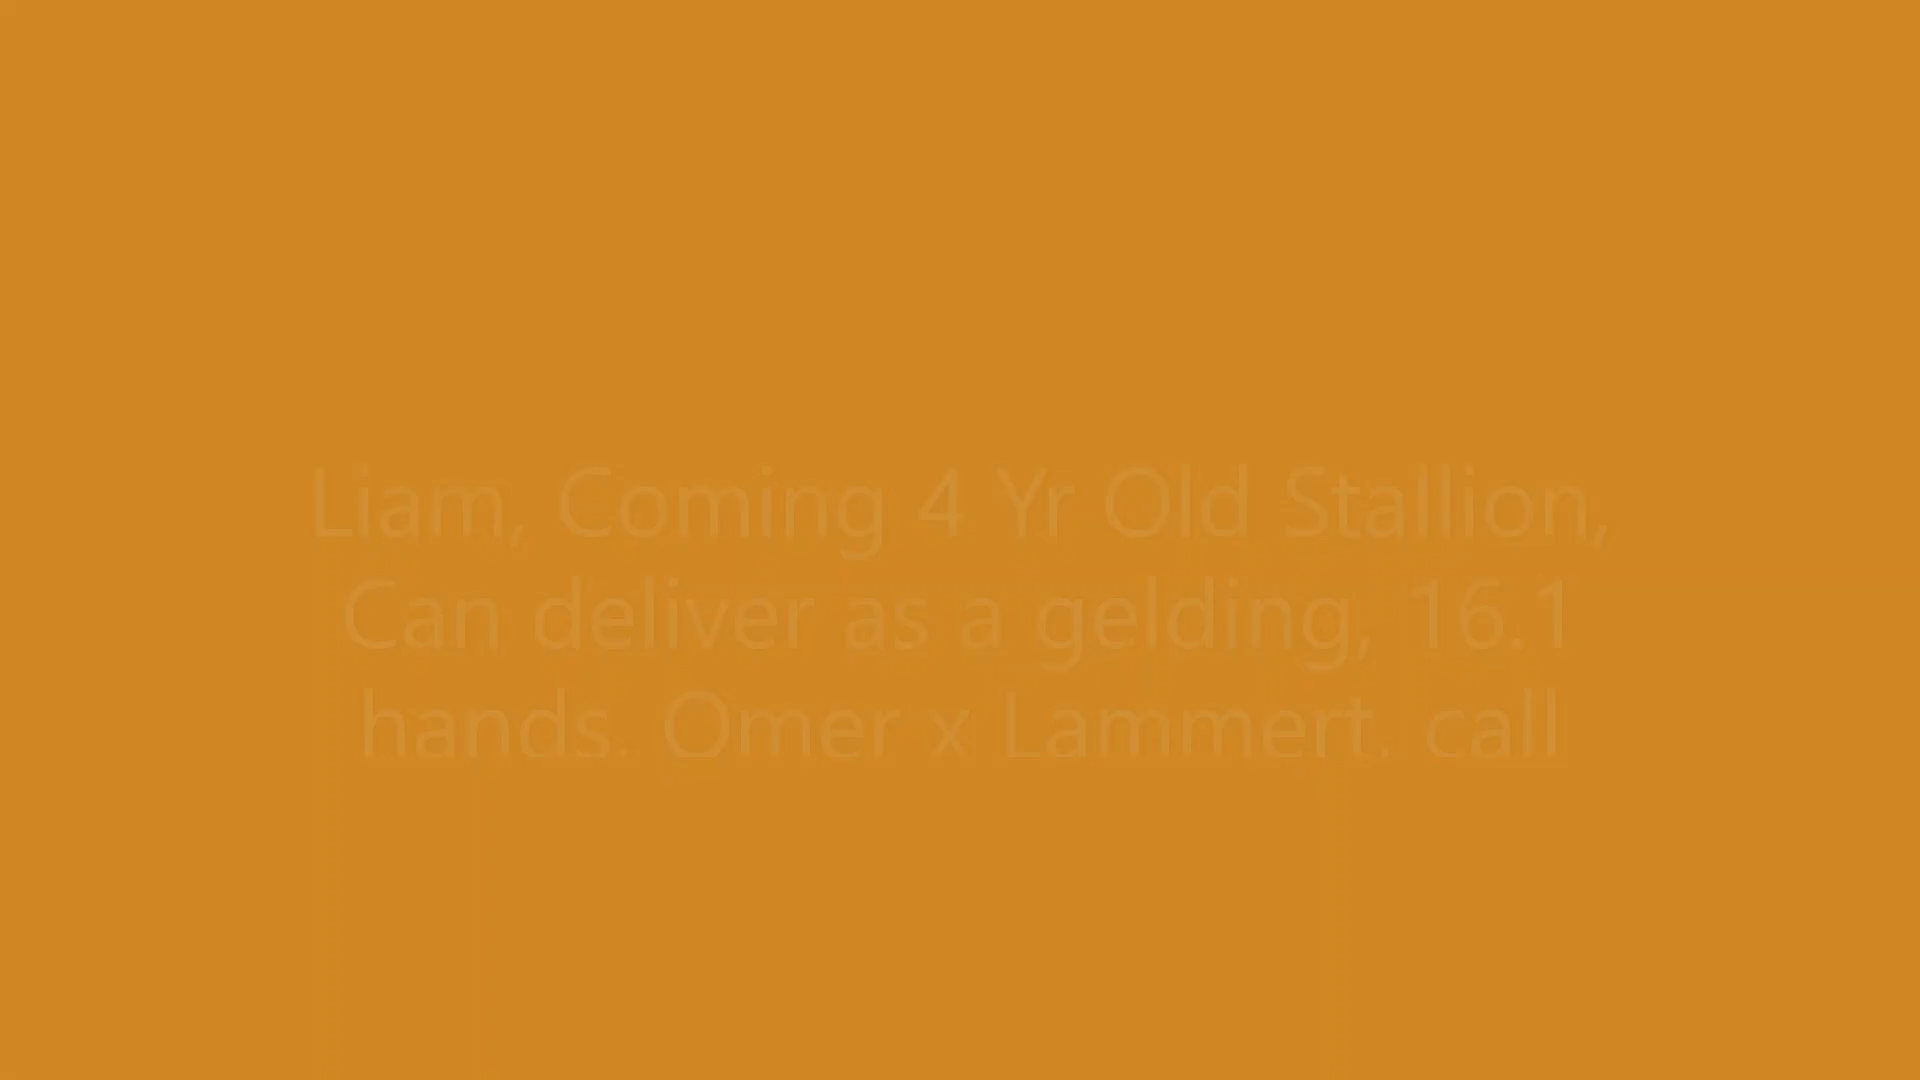 Liam, Coming 4 Yr Old Stallion,
Can deliver as a gelding, 16.1
hands. Omer x Lammert. call